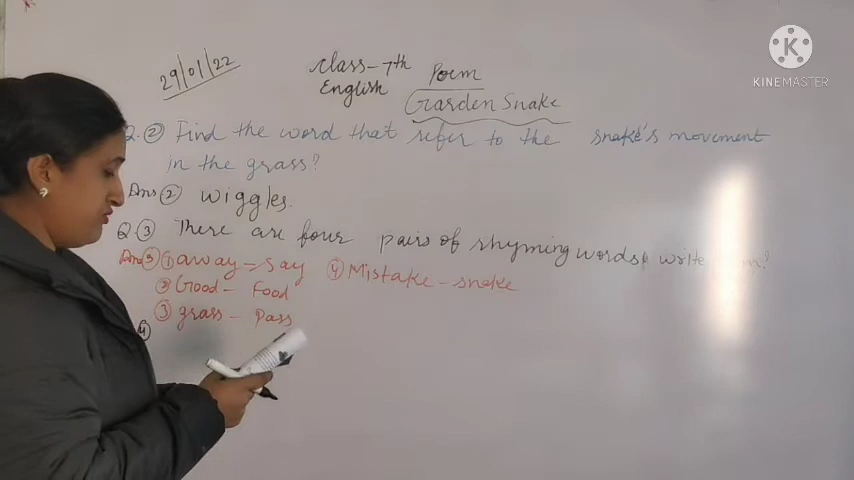 29/01/22
class-7th Poem
English
Garden Snake
Q.② Find the word that refer to the snake's movement
in the grass?
Ans② wiggles.
Q.③ There are four pairs of rhyming words, write
Ans③ ① away - say ④ Mistake - snake
② Good - Food
③ grass - Pass
④
K
KINEMASTER